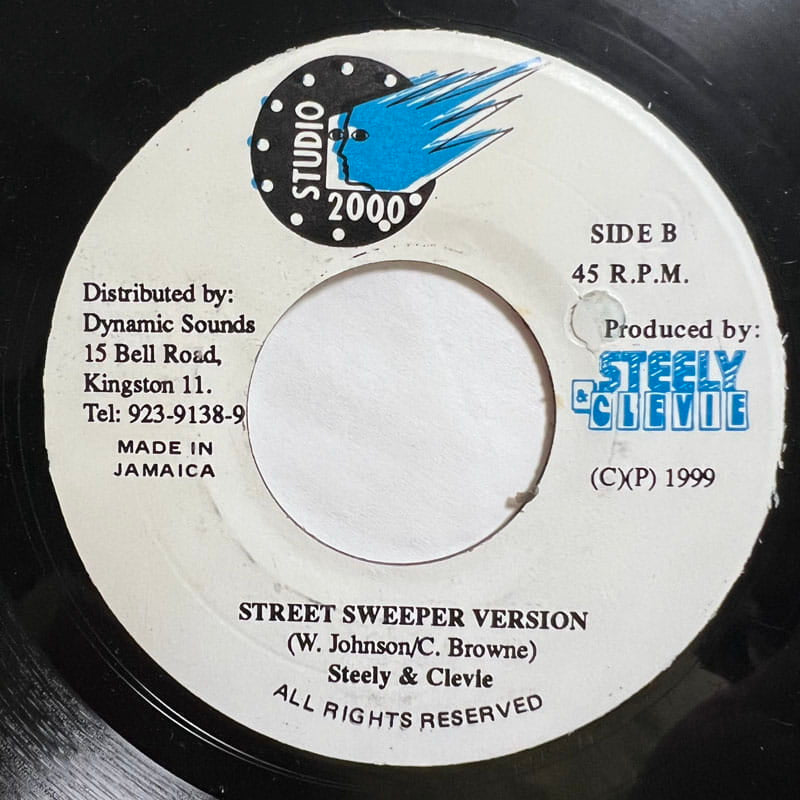 STUDIO
2000
SIDE B
45 R.P.M.
Produced by:
STEELY
& CLEVIE
(C)(P) 1999
Distributed by:
Dynamic Sounds
15 Bell Road,
Kingston 11.
Tel: 923-9138-9
MADE IN
JAMAICA
STREET SWEEPER VERSION
(W. Johnson/C. Browne)
Steely & Clevie
ALL RIGHTS RESERVED